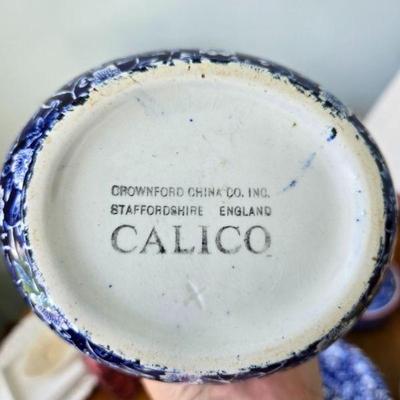 CROWNFORD CHINA CO. INC.
STAFFORDSHIRE ENGLAND
CALICO